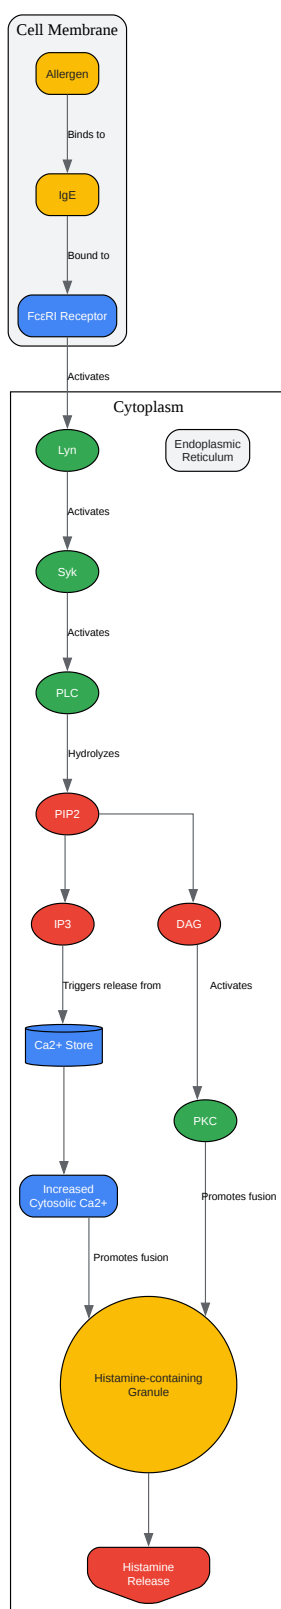 Cell Membrane
Allergen
Binds to
IgE
Bound to
FcεRI Receptor
Activates
Cytoplasm
Lyn
Endoplasmic
Reticulum
Activates
Syk
Activates
PLC
Hydrolyzes
PIP2
IP3
DAG
Triggers release from
Activates
Ca2+ Store
PKC
Increased
Cytosolic Ca2+
Promotes fusion
Promotes fusion
Histamine-containing
Granule
Histamine
Release